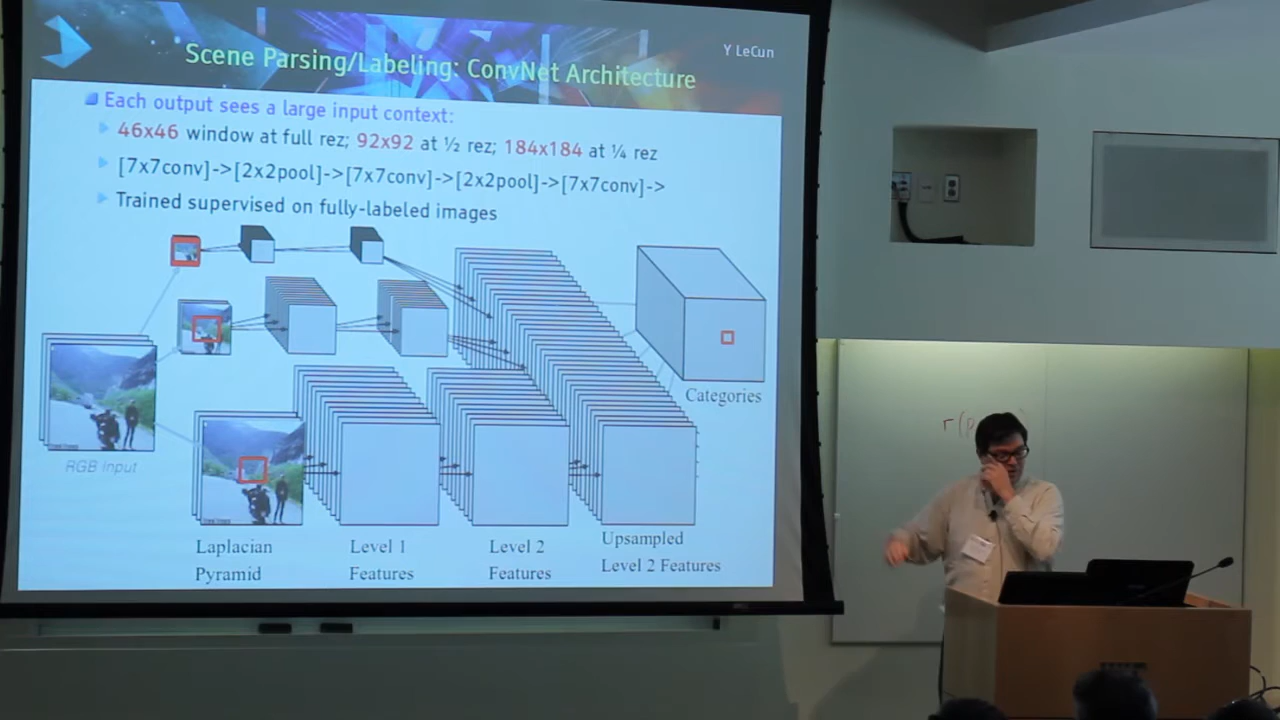 Scene Parsing/Labeling: ConvNet Architecture
Y LeCun
Each output sees a large input context:
46x46 window at full rez; 92x92 at ½ rez; 184x184 at ¼ rez
[7x7conv]->[2x2pool]->[7x7conv]->[2x2pool]->[7x7conv]->
Trained supervised on fully-labeled images
Categories
RGB Input
Laplacian
Pyramid
Level 1
Features
Level 2
Features
Upsampled
Level 2 Features